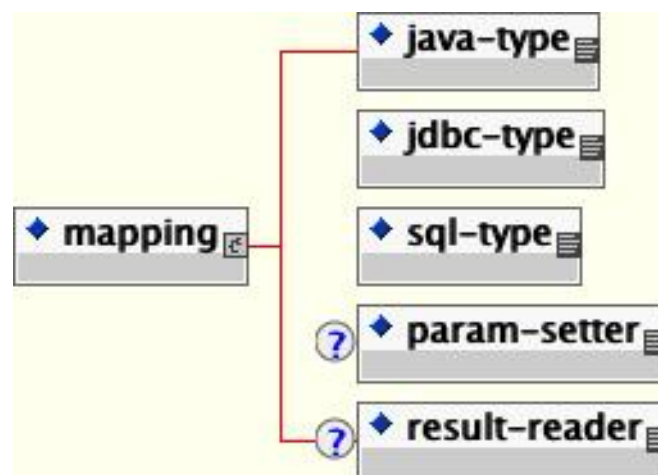 java-type
jdbc-type
mapping
sql-type
?
param-setter
?
result-reader